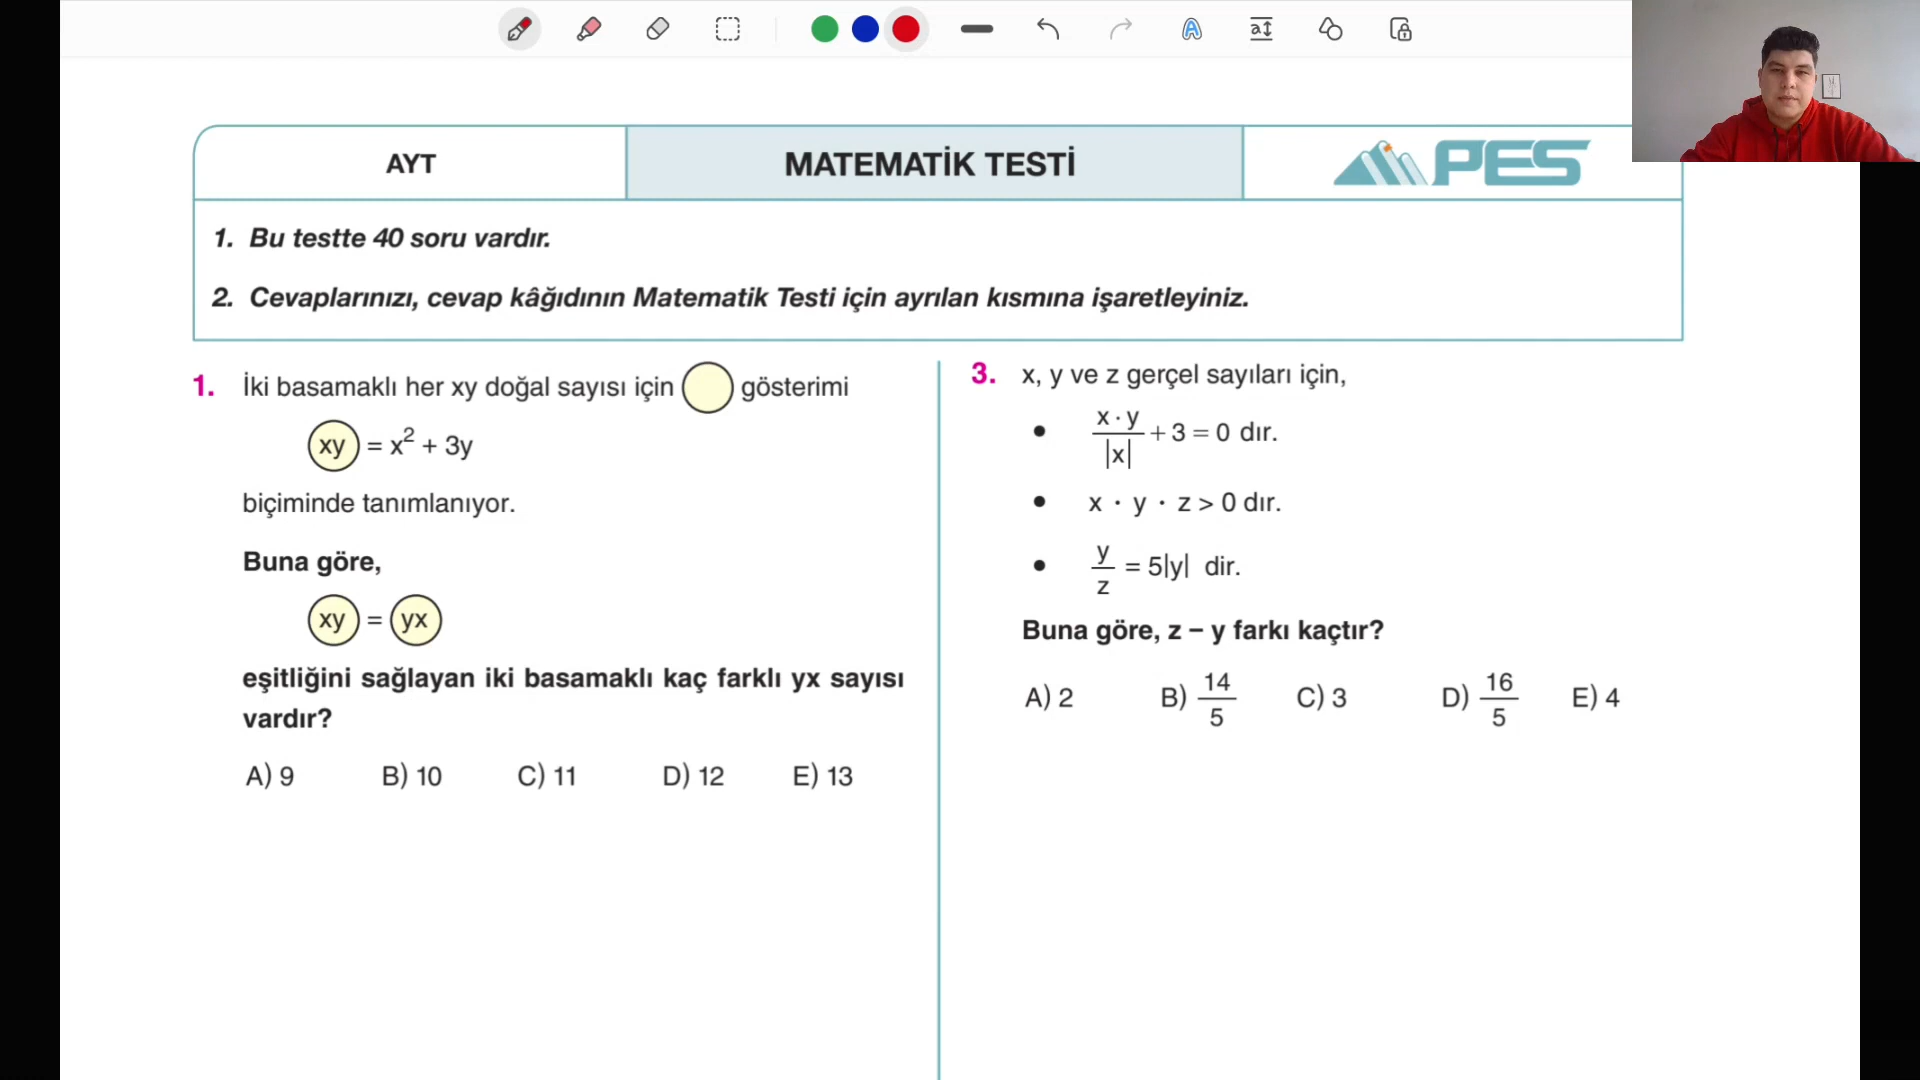 AYT
MATEMATİK TESTİ
PES
1. Bu testte 40 soru vardır.
2. Cevaplarınızı, cevap kâğıdının Matematik Testi için ayrılan kısmına işaretleyiniz.
1. İki basamaklı her xy doğal sayısı için ◯ gösterimi
xy = x² + 3y
biçiminde tanımlanıyor.
Buna göre,
xy = yx
eşitliğini sağlayan iki basamaklı kaç farklı yx sayısı
vardır?
A) 9 B) 10 C) 11 D) 12 E) 13
3. x, y ve z gerçel sayıları için,
• x · y / |x| + 3 = 0 dır.
• x · y · z > 0 dır.
• y / z = 5|y| dir.
Buna göre, z – y farkı kaçtır?
A) 2 B) 14/5 C) 3 D) 16/5 E) 4